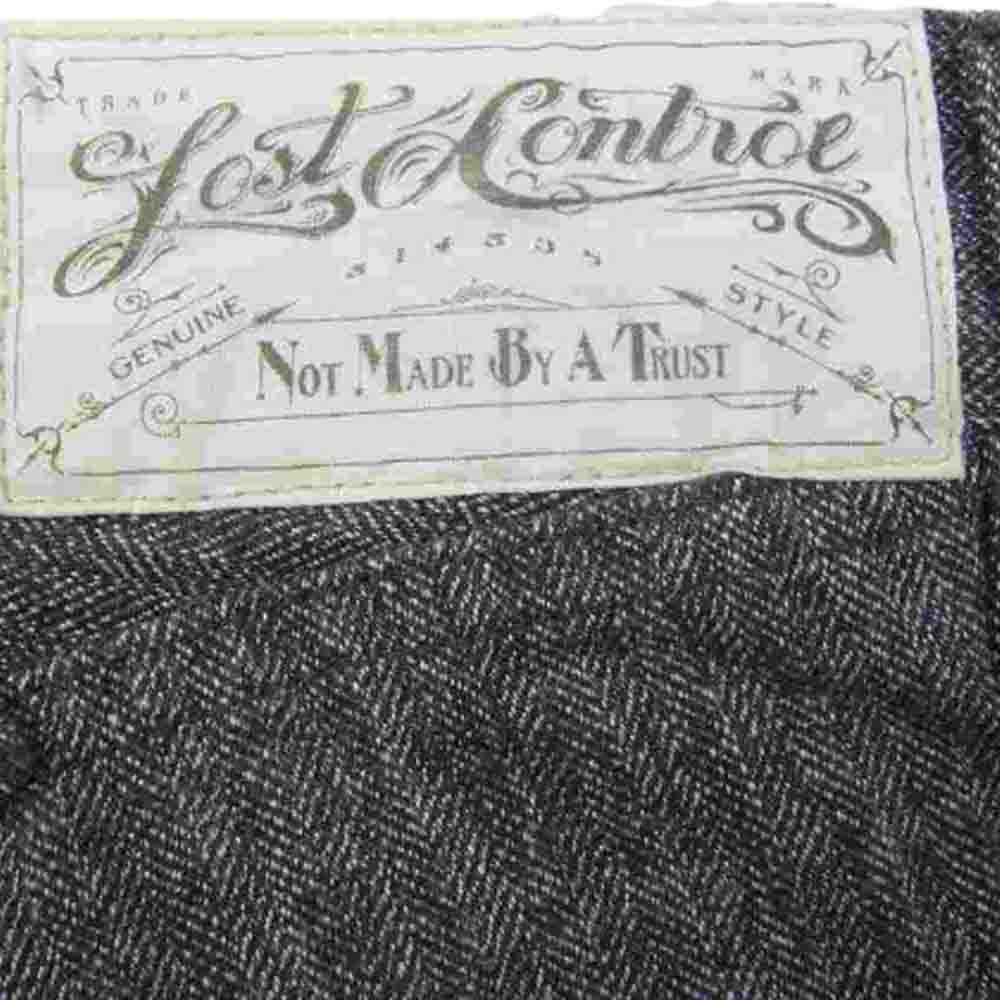 TRADE MARK
Lost Control
GENUINE STYLE
NOT MADE BY A TRUST